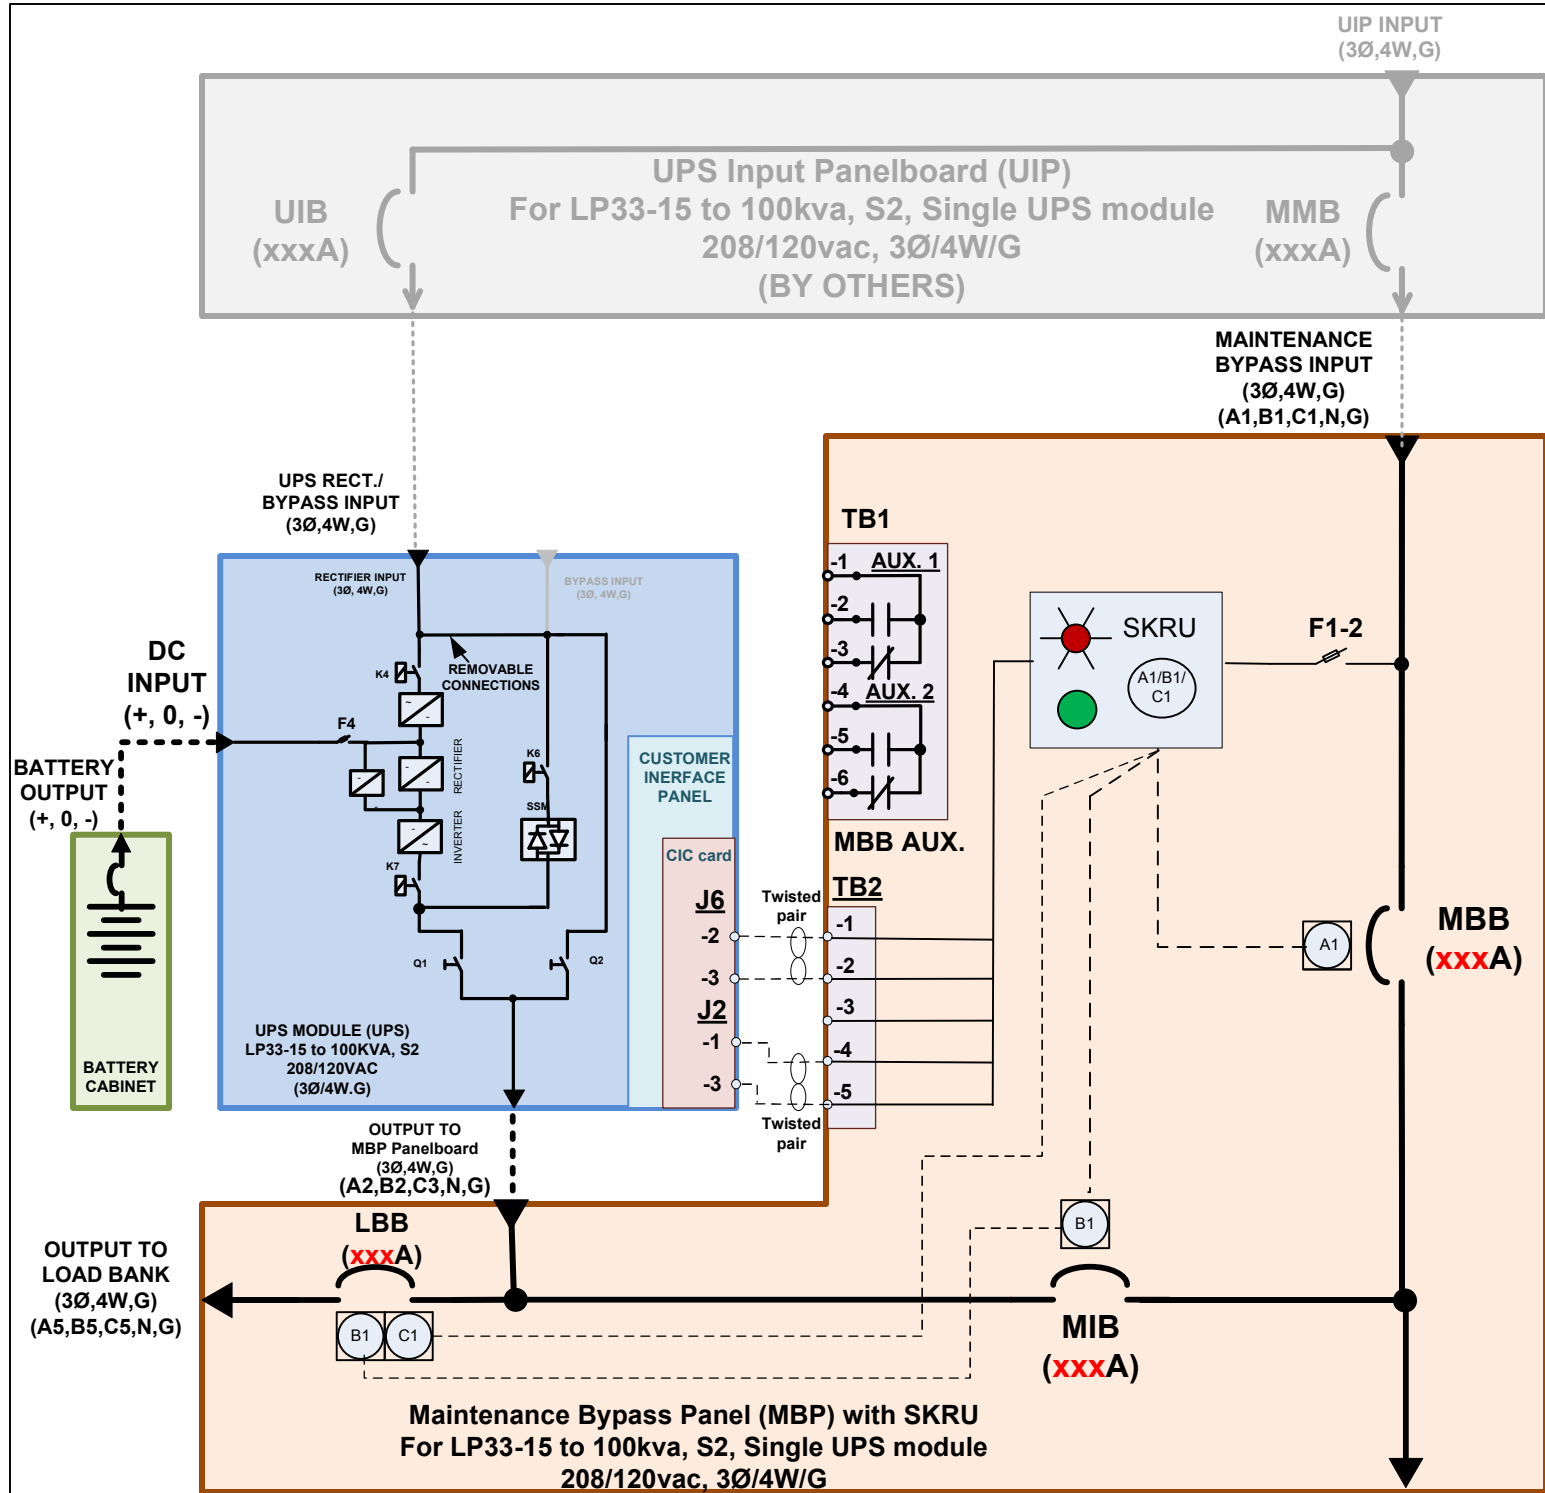 UIP INPUT
(3Ø,4W,G)
UPS Input Panelboard (UIP)
For LP33-15 to 100kva, S2, Single UPS module
208/120vac, 3Ø/4W/G
(BY OTHERS)
UIB
(xxxA)
MMB
(xxxA)
MAINTENANCE
BYPASS INPUT
(3Ø,4W,G)
(A1,B1,C1,N,G)
UPS RECT./
BYPASS INPUT
(3Ø,4W,G)
RECTIFIER INPUT
(3Ø, 4W,G)
BYPASS INPUT
(3Ø, 4W,G)
REMOVABLE
CONNECTIONS
K4
DC
INPUT
(+, 0, -)
F4
RECTIFIER
INVERTER
K6
SSM
K7
Q1
Q2
BATTERY
OUTPUT
(+, 0, -)
BATTERY
CABINET
UPS MODULE (UPS)
LP33-15 to 100KVA, S2
208/120VAC
(3Ø/4W.G)
CUSTOMER
INERFACE
PANEL
CIC card
J6
-2
-3
J2
-1
-3
Twisted
pair
Twisted
pair
TB1
-1 AUX. 1
-2
-3
-4 AUX. 2
-5
-6
MBB AUX.
TB2
-1
-2
-3
-4
-5
SKRU
A1/B1/
C1
F1-2
A1
MBB
(xxxA)
OUTPUT TO
MBP Panelboard
(3Ø,4W,G)
(A2,B2,C3,N,G)
LBB
(xxxA)
OUTPUT TO
LOAD BANK
(3Ø,4W,G)
(A5,B5,C5,N,G)
B1 C1
B1
MIB
(xxxA)
Maintenance Bypass Panel (MBP) with SKRU
For LP33-15 to 100kva, S2, Single UPS module
208/120vac, 3Ø/4W/G